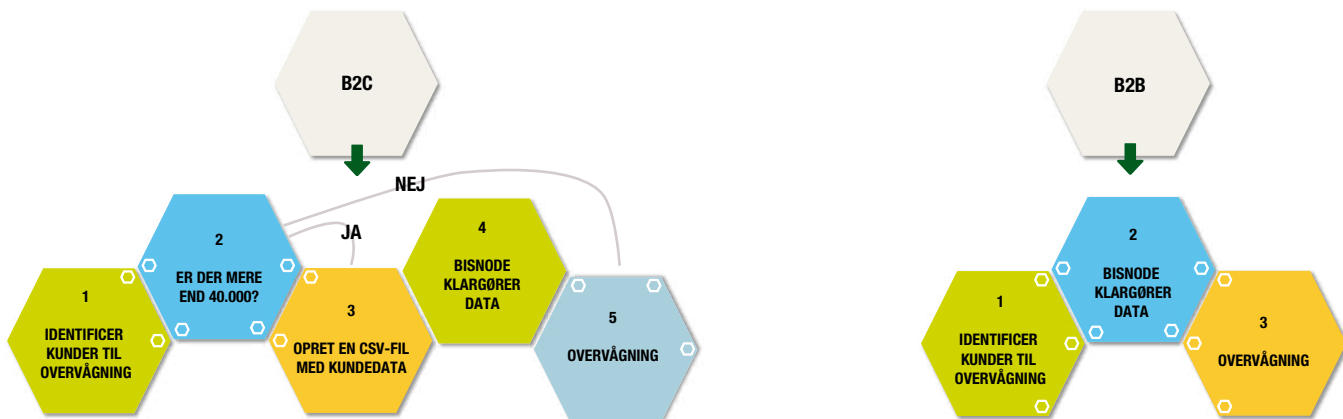 B2C
NEJ
JA
1
IDENTIFICER
KUNDER TIL
OVERVÅGNING
2
ER DER MERE
END 40.000?
3
OPRET EN CSV-FIL
MED KUNDEDATA
4
BISNODE
KLARGØRER
DATA
5
OVERVÅGNING
B2B
1
IDENTIFICER
KUNDER TIL
OVERVÅGNING
2
BISNODE
KLARGØRER
DATA
3
OVERVÅGNING